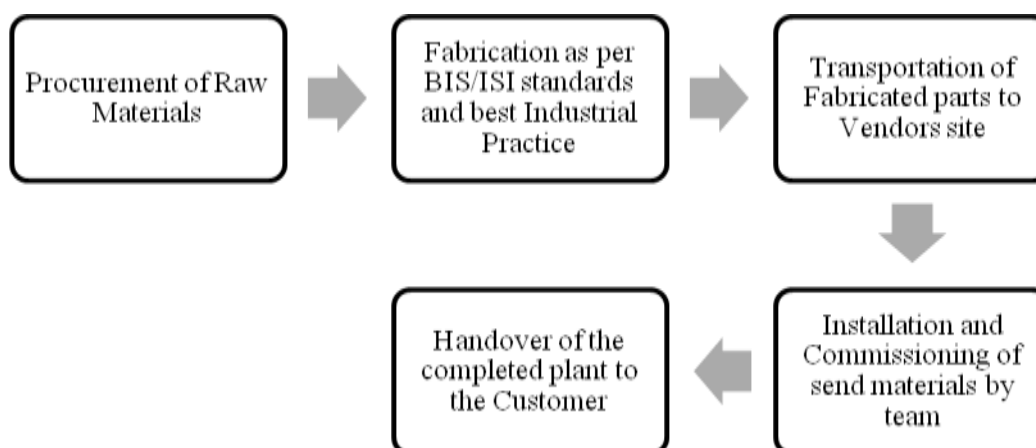 Procurement of Raw
Materials
Fabrication as per
BIS/ISI standards
and best Industrial
Practice
Transportation of
Fabricated parts to
Vendors site
Installation and
Commissioning of
send materials by
team
Handover of the
completed plant to
the Customer